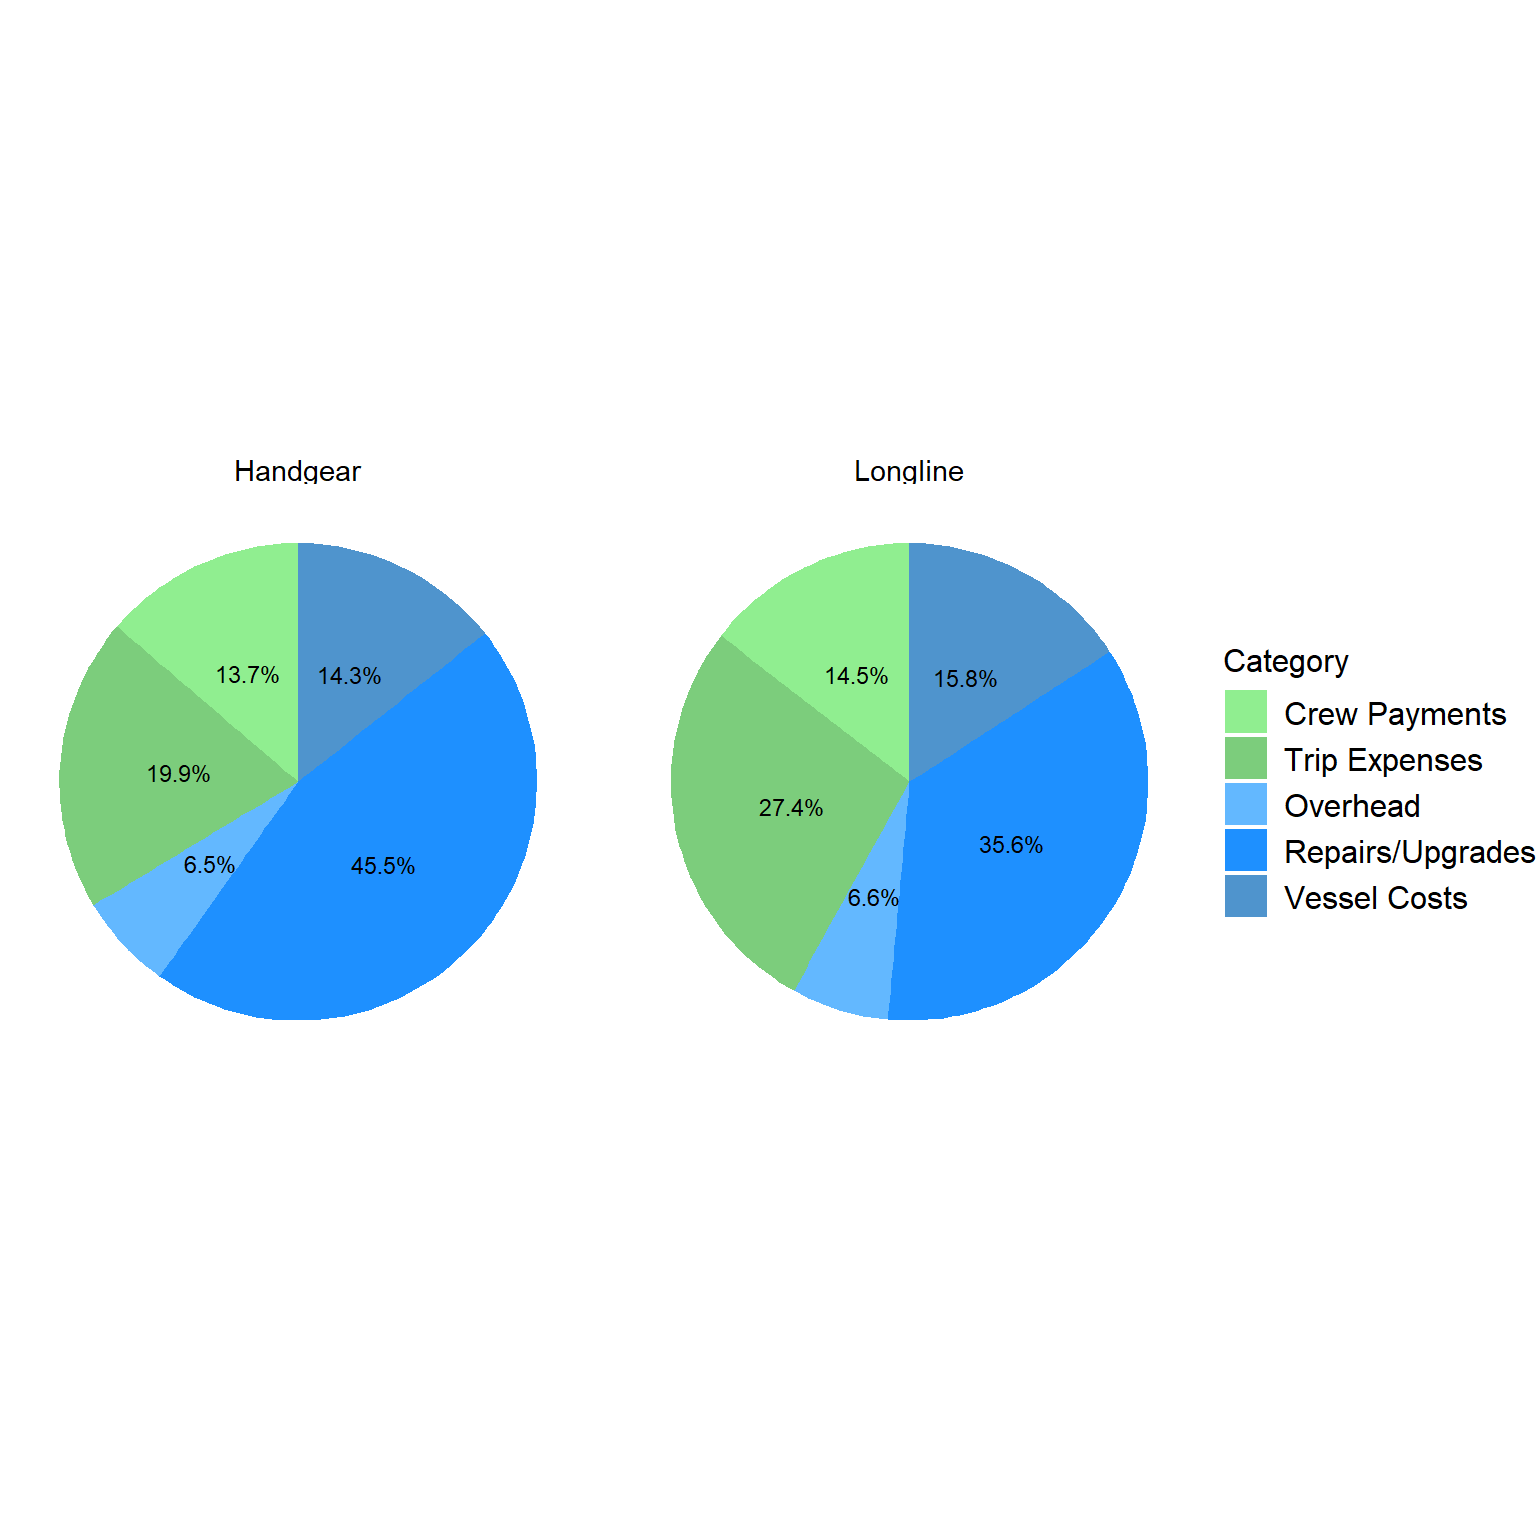 Handgear
Longline
13.7%
14.3%
19.9%
6.5%
45.5%
14.5%
15.8%
27.4%
6.6%
35.6%
Category
Crew Payments
Trip Expenses
Overhead
Repairs/Upgrades
Vessel Costs